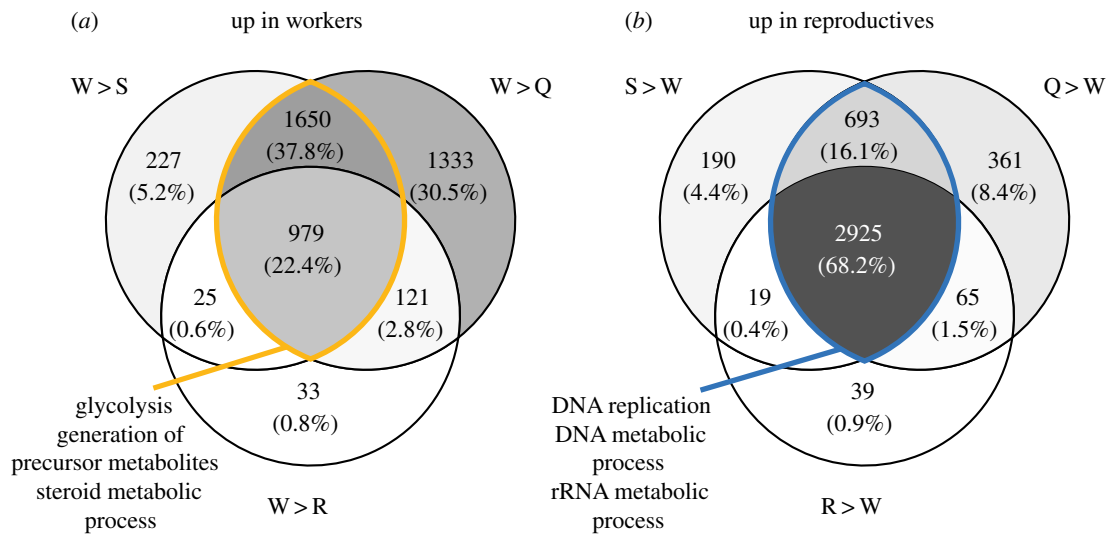 (a) up in workers
W > S
W > Q
1650
(37.8%)
227
(5.2%)
1333
(30.5%)
979
(22.4%)
25
(0.6%)
121
(2.8%)
33
(0.8%)
glycolysis
generation of
precursor metabolites
steroid metabolic
process
W > R
(b) up in reproductives
S > W
Q > W
693
(16.1%)
190
(4.4%)
361
(8.4%)
2925
(68.2%)
19
(0.4%)
65
(1.5%)
39
(0.9%)
DNA replication
DNA metabolic
process
rRNA metabolic
process
R > W